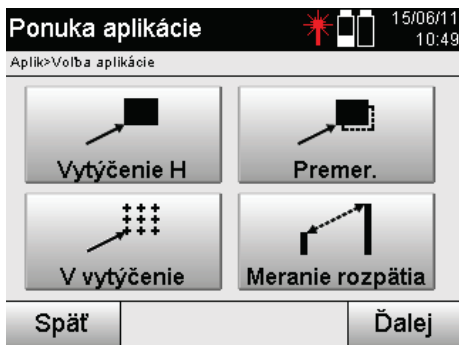 Ponuka aplikácie
15/06/11
10:49
Aplik>Voľba aplikácie
Vytýčenie H
Premer.
V vytýčenie
Meranie rozpätia
Späť
Ďalej